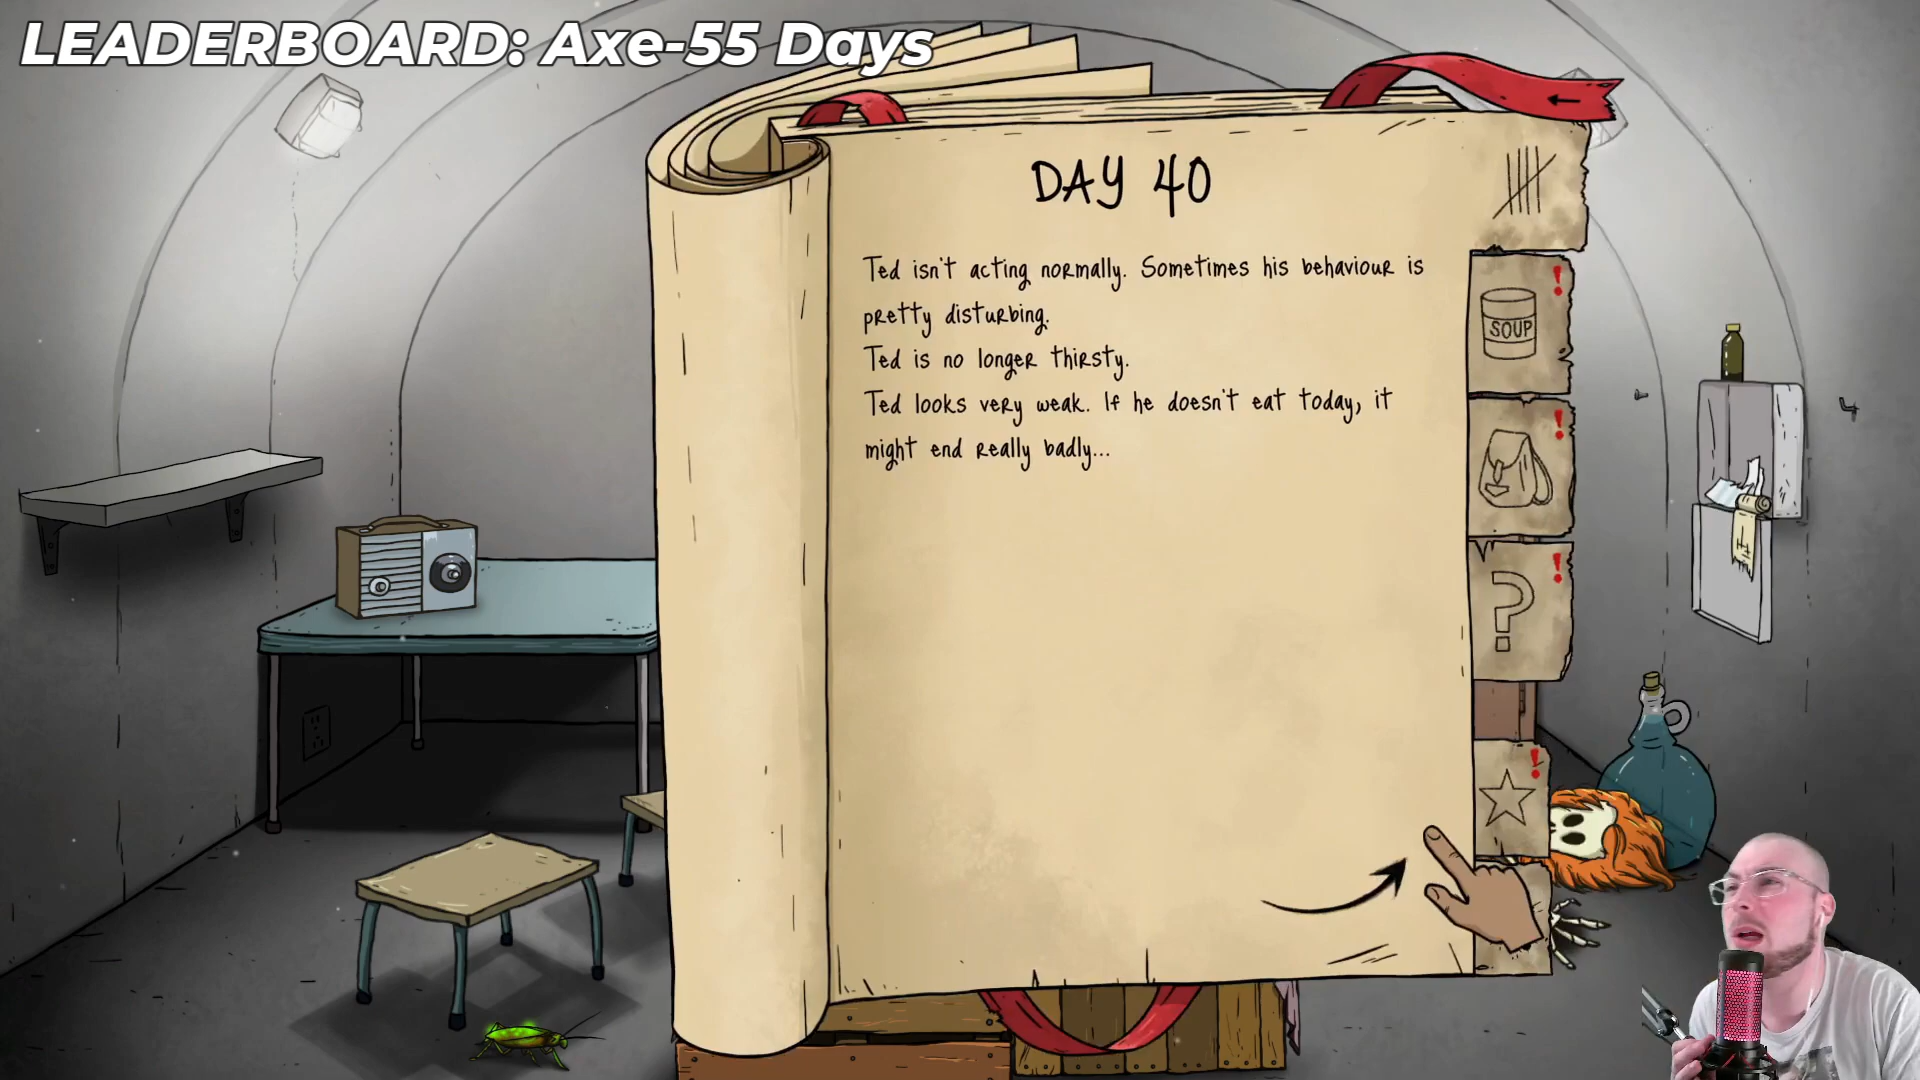 LEADERBOARD: Axe-55 Days
DAY 40
Ted isn't acting normally. Sometimes his behaviour is
pretty disturbing.
Ted is no longer thirsty.
Ted looks very weak. If he doesn't eat today, it
might end really badly...
SOUP